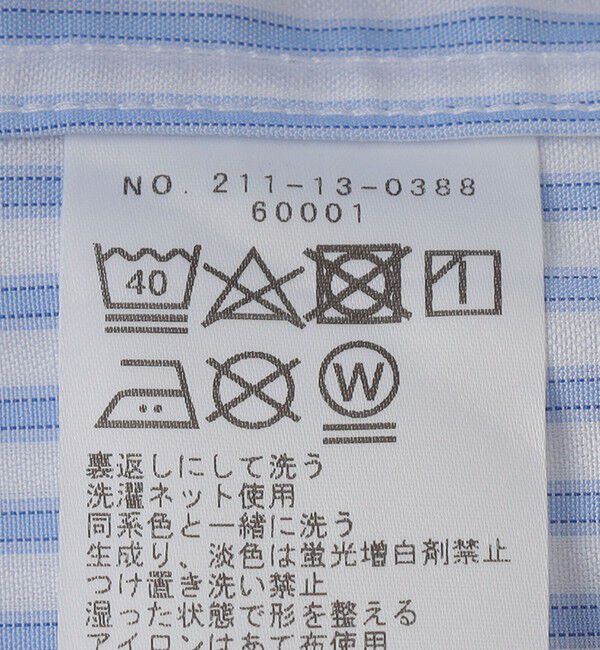 NO. 211-13-0388
60001
40
W
裏返しにして洗う
洗濯ネット使用
同系色と一緒に洗う
生成り、淡色は蛍光増白剤禁止
つけ置き洗い禁止
湿った状態で形を整える
アイロンはあて布使用